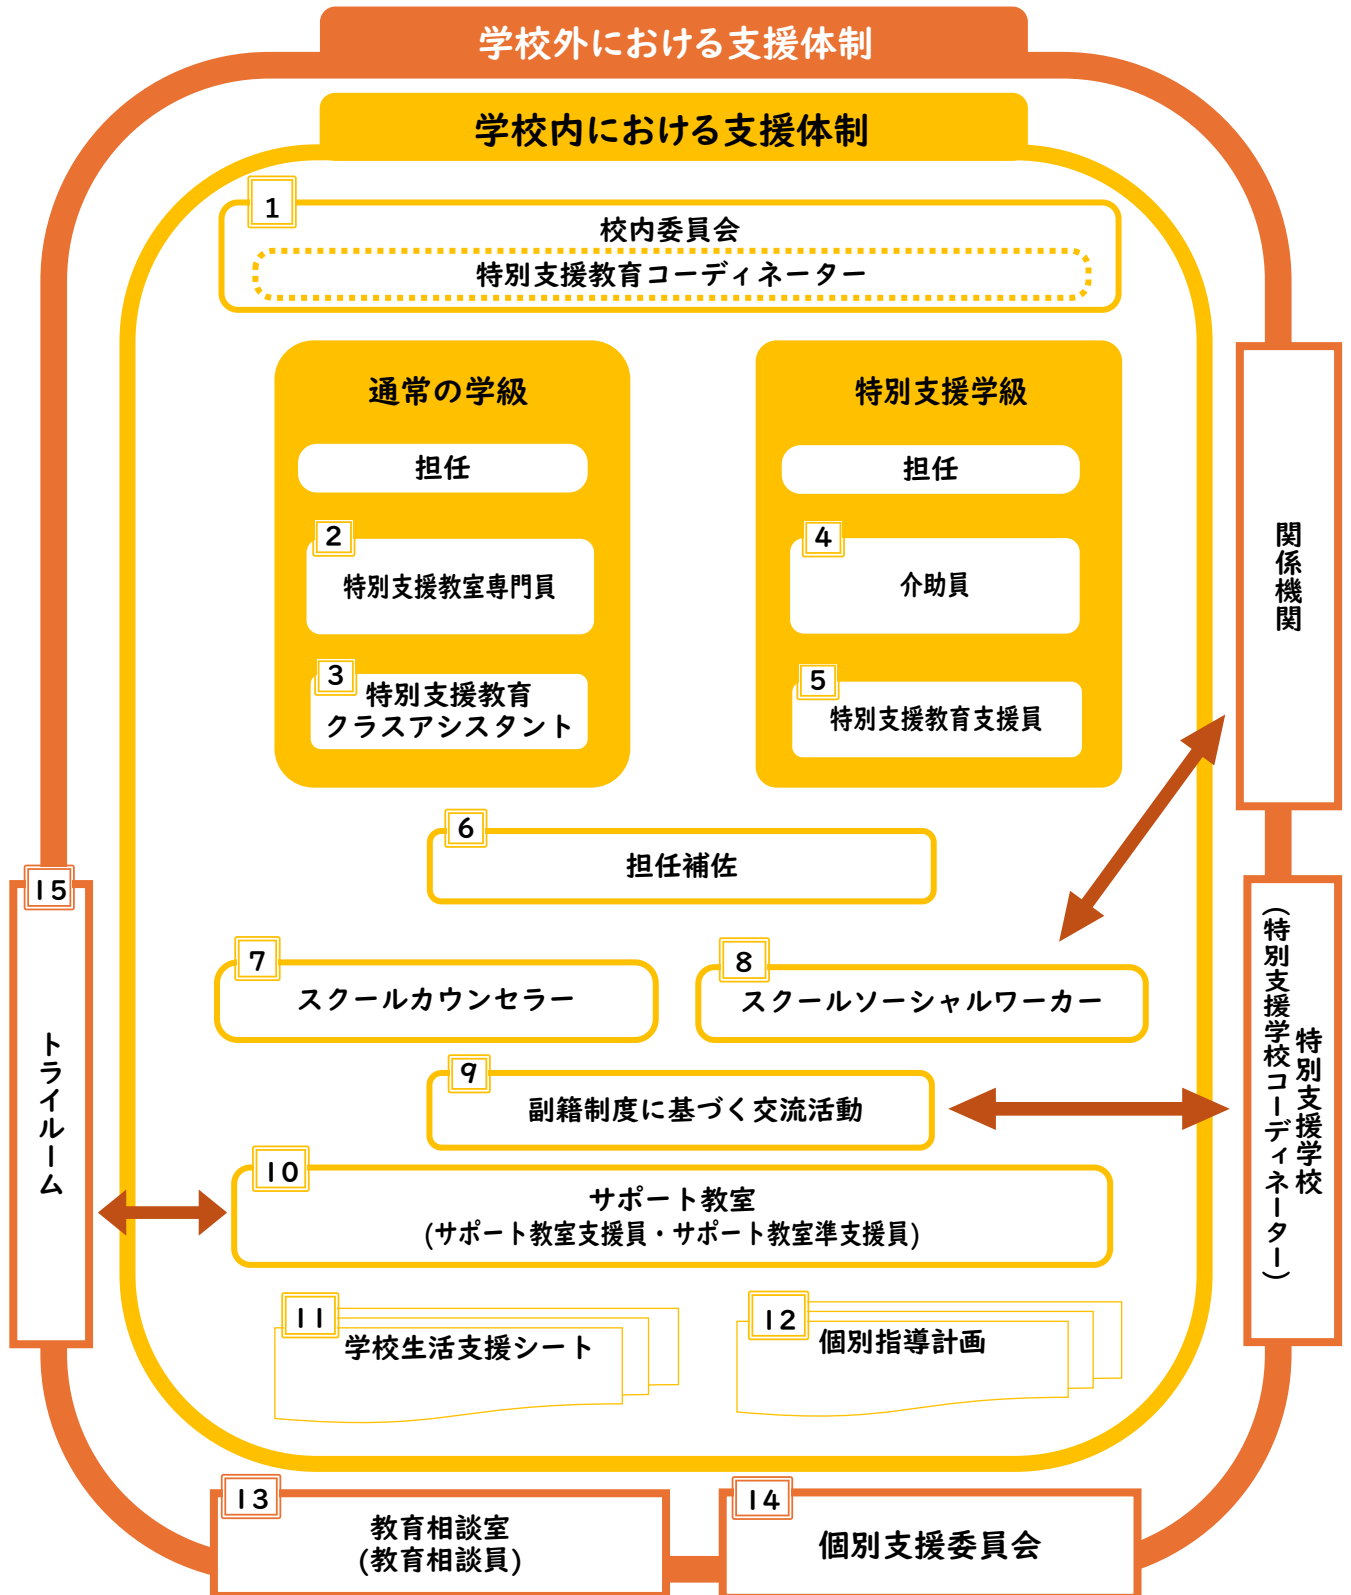 学校外における支援体制
学校内における支援体制
1
校内委員会
特別支援教育コーディネーター
通常の学級
担任
2
特別支援教室専門員
3
特別支援教育
クラスアシスタント
特別支援学級
担任
4
介助員
5
特別支援教育支援員
6
担任補佐
7
スクールカウンセラー
8
スクールソーシャルワーカー
9
副籍制度に基づく交流活動
10
サポート教室
(サポート教室支援員・サポート教室準支援員)
11
学校生活支援シート
12
個別指導計画
関係機関
特別支援学校
(特別支援学校コーディネーター)
15
トライルーム
13
教育相談室
(教育相談員)
14
個別支援委員会